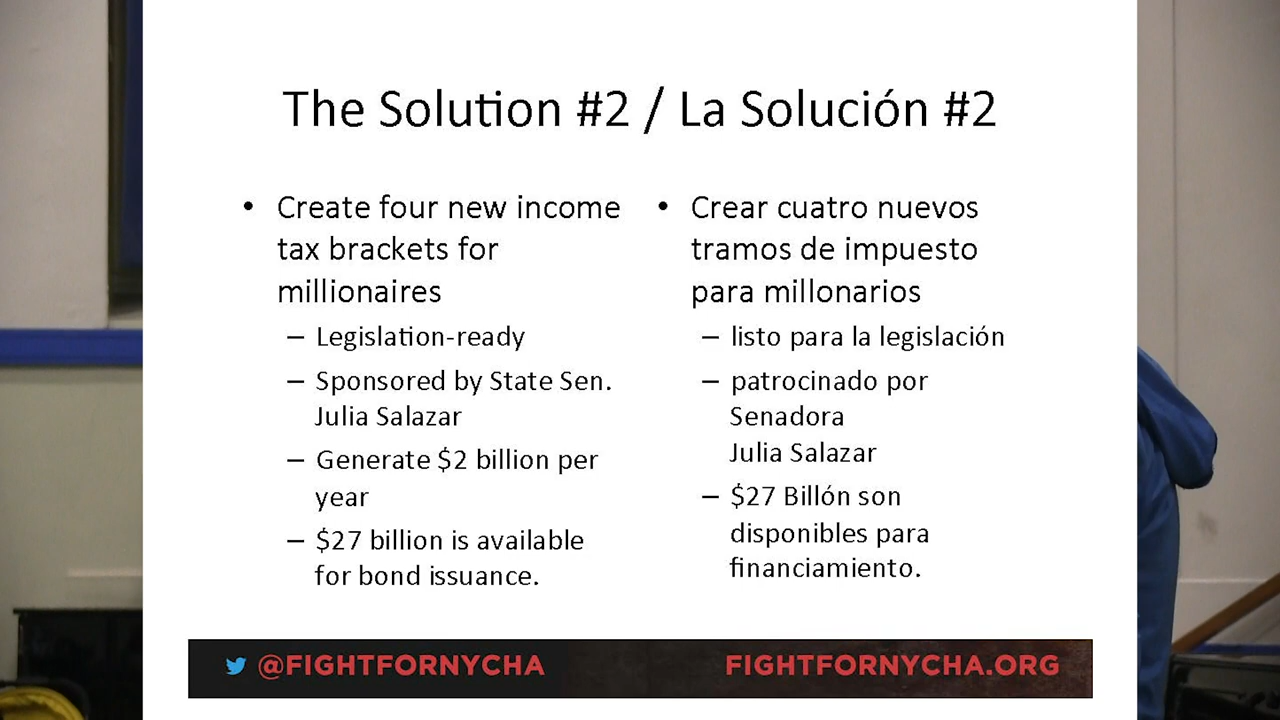 The Solution #2 / La Solución #2
• Create four new income
tax brackets for
millionaires
– Legislation-ready
– Sponsored by State Sen.
Julia Salazar
– Generate $2 billion per
year
– $27 billion is available
for bond issuance.
• Crear cuatro nuevos
tramos de impuesto
para millonarios
– listo para la legislación
– patrocinado por
Senadora
Julia Salazar
– $27 Billón son
disponibles para
financiamiento.
@FIGHTFORNYCHA
FIGHTFORNYCHA.ORG